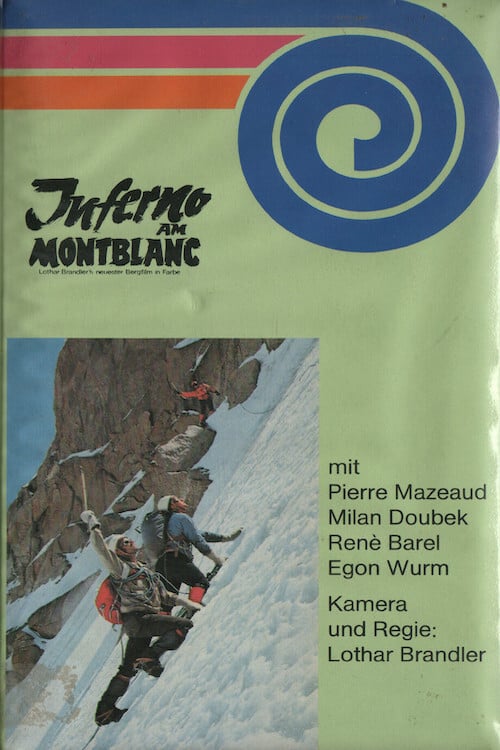 Inferno
AM
MONTBLANC
Lothar Brandler's neuester Bergfilm in Farbe
mit
Pierre Mazeaud
Milan Doubek
Renè Barel
Egon Wurm
Kamera
und Regie:
Lothar Brandler